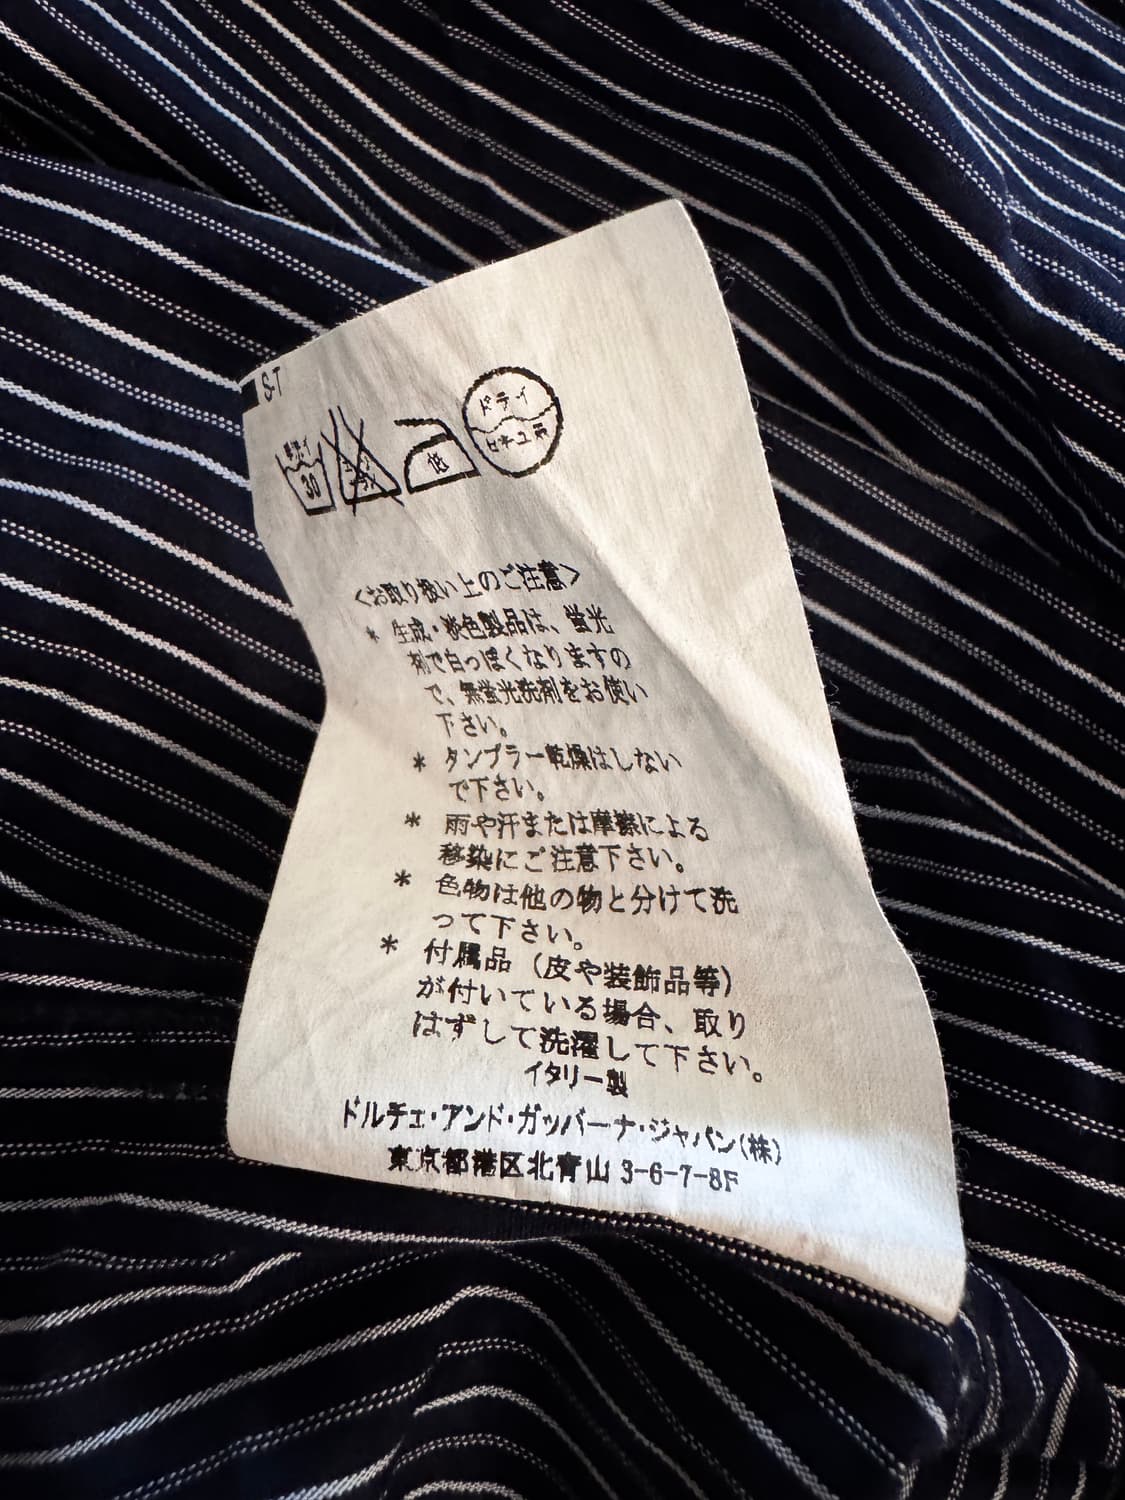 S-T
30
低
ドライ
セキユ系
〈お取り扱い上のご注意〉
* 生成・淡色製品は、蛍光
剤で白っぽくなりますの
で、無蛍光洗剤をお使い
下さい。
* タンブラー乾燥はしない
で下さい。
* 雨や汗または摩擦による
移染にご注意下さい。
* 色物は他の物と分けて洗
って下さい。
* 付属品（皮や装飾品等）
が付いている場合、取り
はずして洗濯して下さい。
イタリー製
ドルチェ・アンド・ガッバーナ・ジャパン(株)
東京都港区北青山 3-6-7-8F